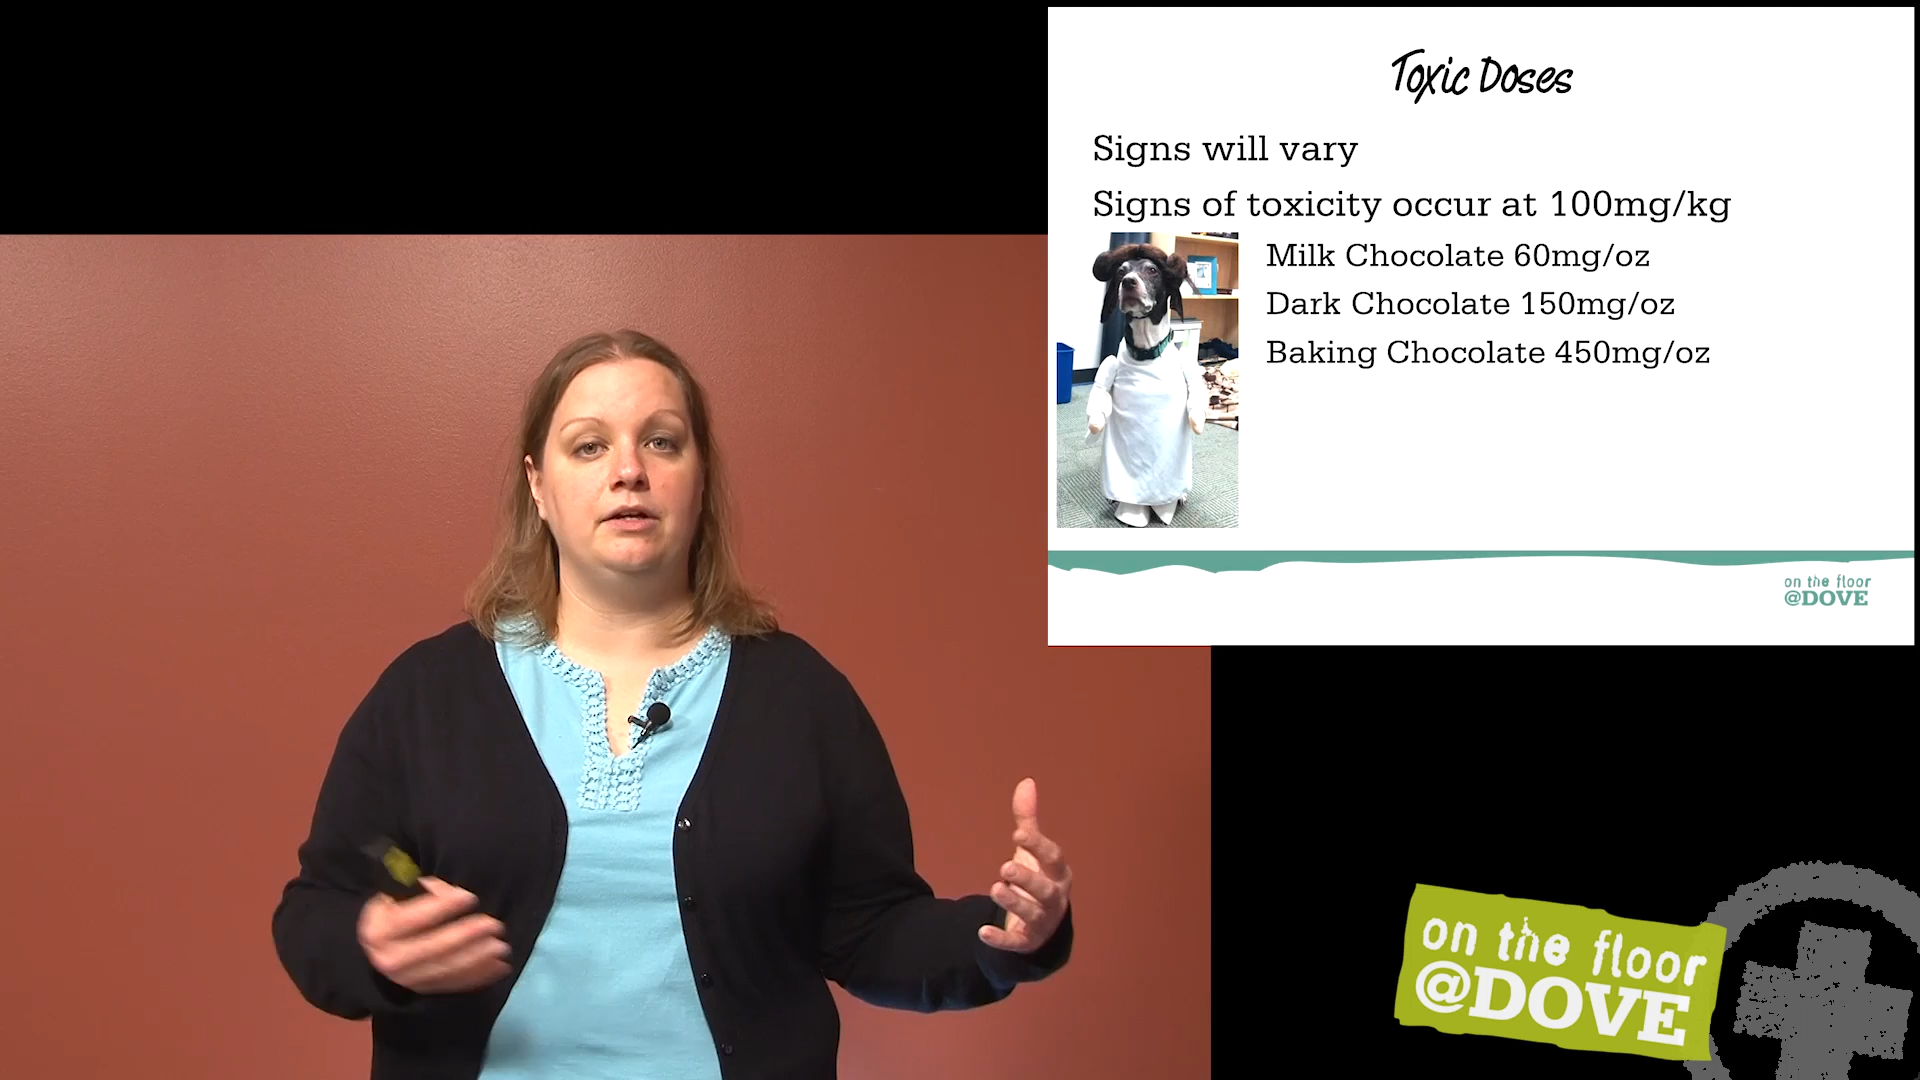 Toxic Doses
Signs will vary
Signs of toxicity occur at 100mg/kg
Milk Chocolate 60mg/oz
Dark Chocolate 150mg/oz
Baking Chocolate 450mg/oz
on the floor
@DOVE
on the floor
@DOVE